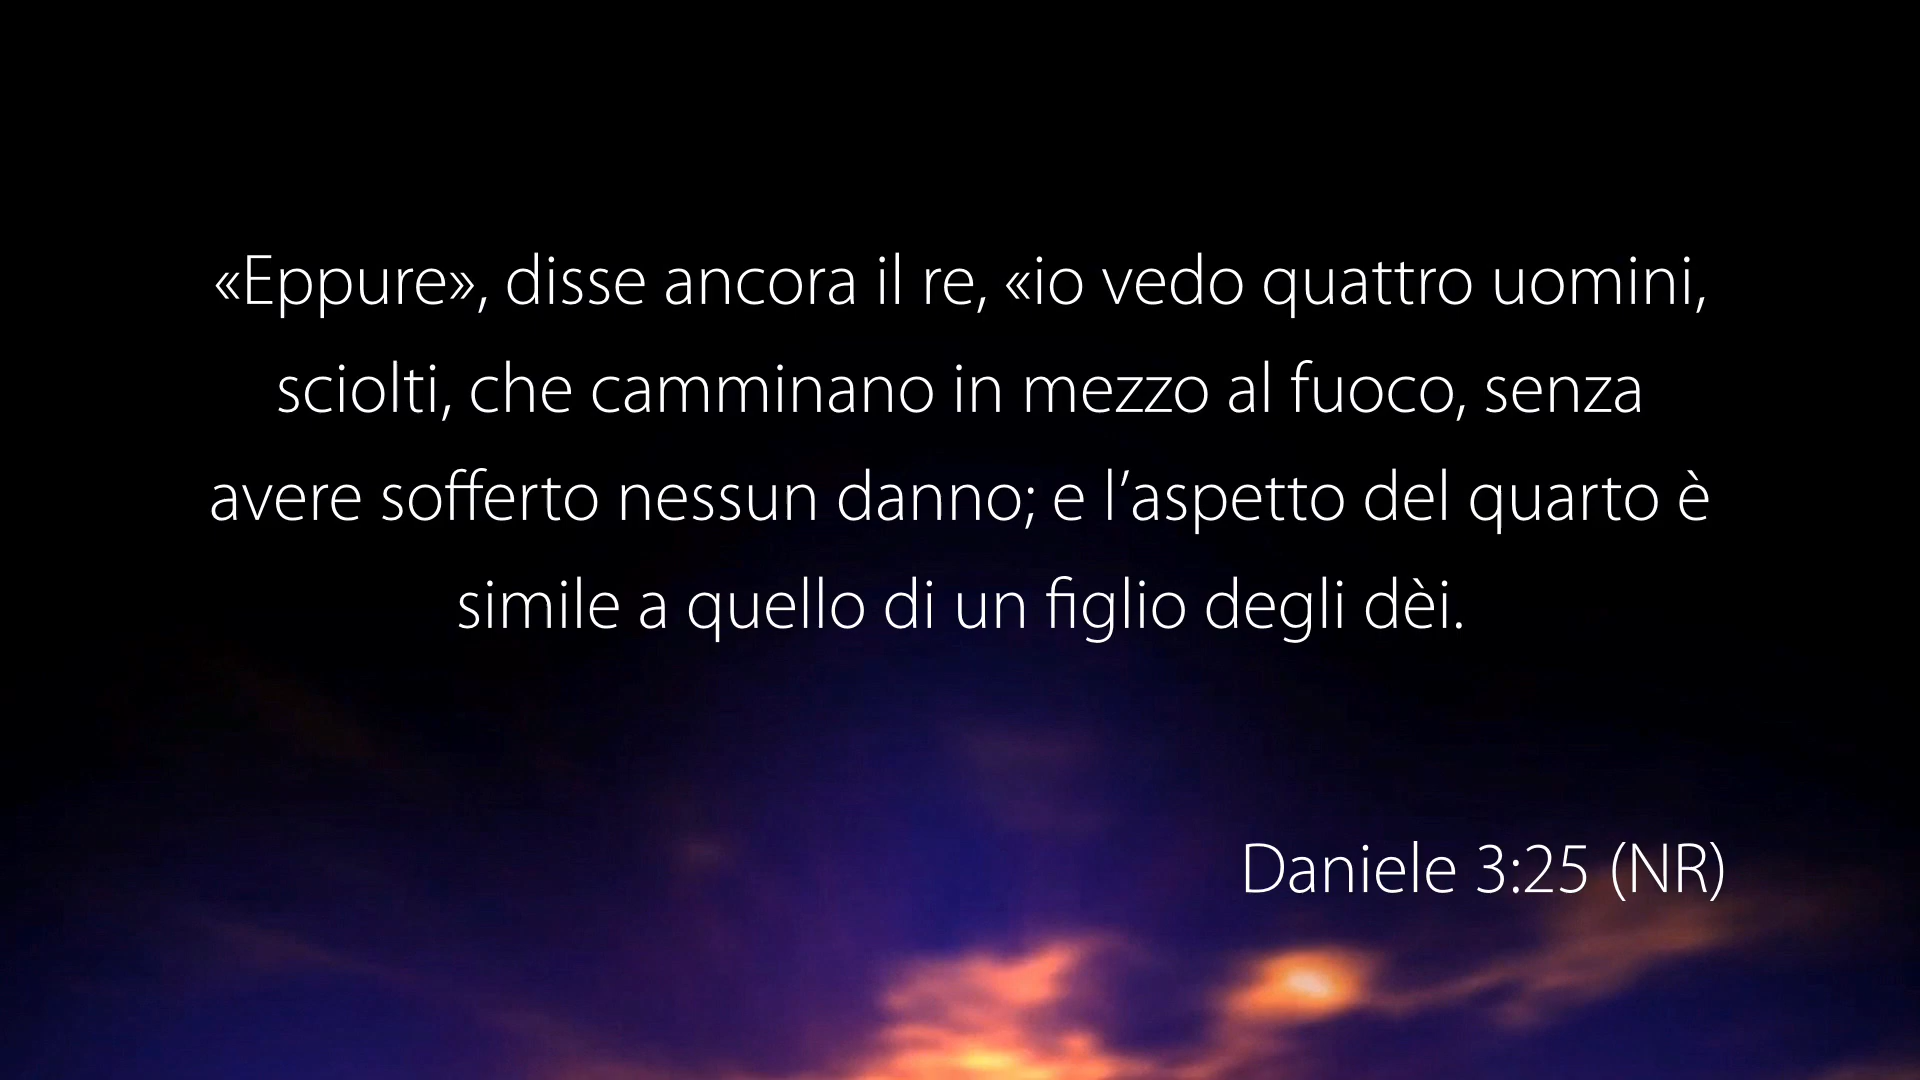 «Eppure», disse ancora il re, «io vedo quattro uomini,
sciolti, che camminano in mezzo al fuoco, senza
avere sofferto nessun danno; e l’aspetto del quarto è
simile a quello di un figlio degli dèi.
Daniele 3:25 (NR)